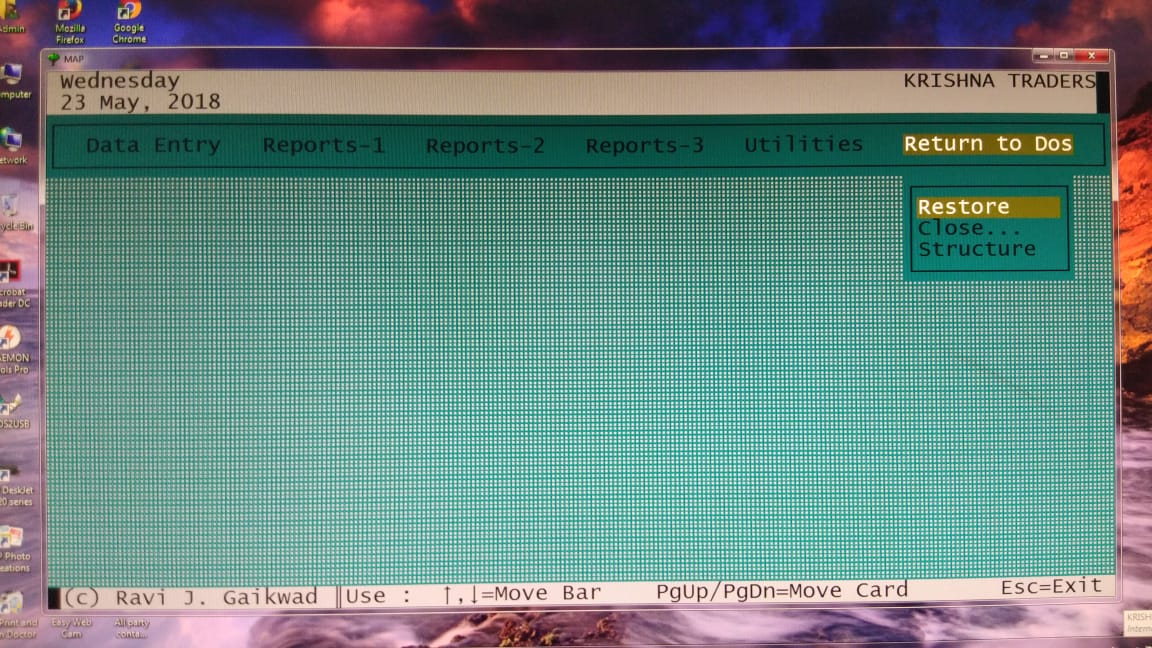 Admin
Mozilla
Firefox
Google
Chrome
MAP
Wednesday
23 May, 2018
KRISHNA TRADERS
Data Entry Reports-1 Reports-2 Reports-3 Utilities Return to Dos
Restore
Close...
Structure
mputer
etwork
ycle Bin
crobat
ader DC
AEMON
ols Pro
OS2USB
DeskJet
20 series
P Photo
eations
(c) Ravi J. Gaikwad ║Use : ↑,↓=Move Bar PgUp/PgDn=Move Card Esc=Exit
Print and
n Doctor
Easy Web
Cam
All party
conta...
KRISH
Intern